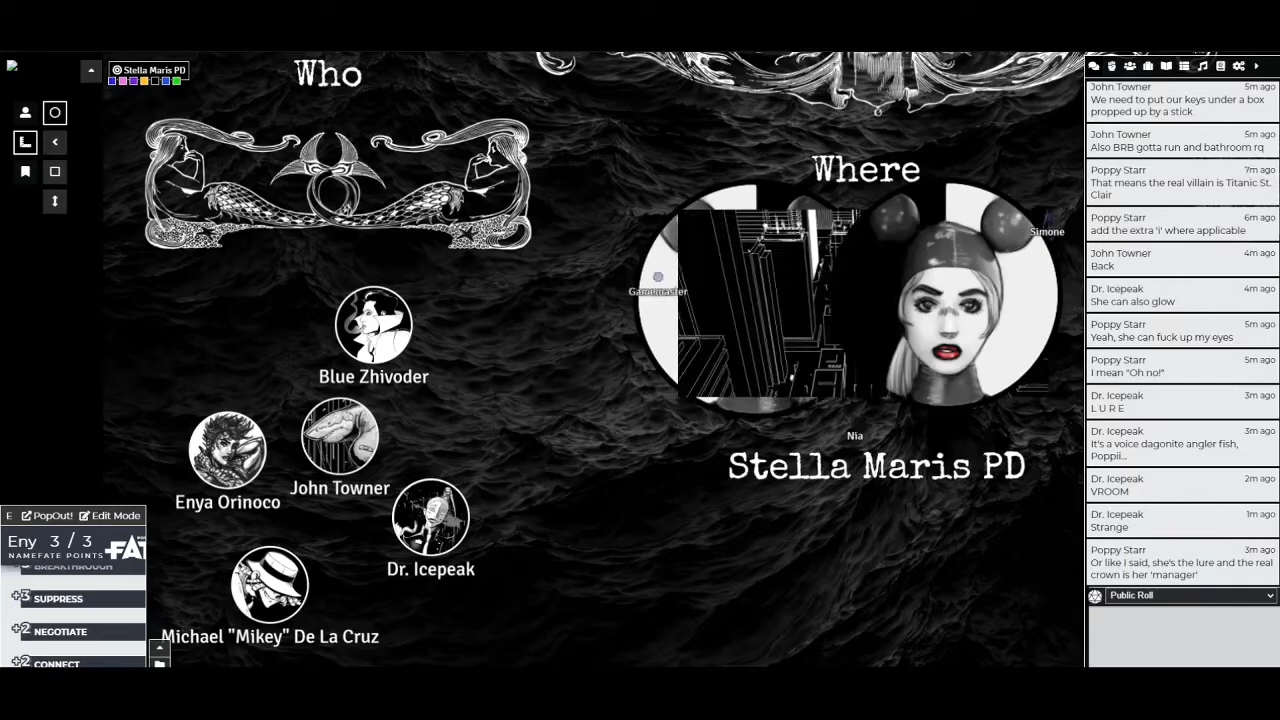 Stella Maris PD
Who
Where
Simone
Gamemaster
Blue Zhivoder
Nia
Stella Maris PD
Enya Orinoco
John Towner
Dr. Icepeak
Michael "Mikey" De La Cruz
E PopOut! Edit Mode
Eny 3 / 3
NAME FATE POINTS
BREAKTHROUGH
+3 SUPPRESS
+2 NEGOTIATE
+2 CONNECT
John Towner 5m ago
We need to put our keys under a box
propped up by a stick
John Towner 5m ago
Also BRB gotta run and bathroom rq
Poppy Starr 7m ago
That means the real villain is Titanic St.
Clair
Poppy Starr 6m ago
add the extra 'i' where applicable
John Towner 4m ago
Back
Dr. Icepeak 4m ago
She can also glow
Poppy Starr 5m ago
Yeah, she can fuck up my eyes
Poppy Starr 5m ago
I mean "Oh no!"
Dr. Icepeak 3m ago
L U R E
Dr. Icepeak 3m ago
It's a voice dagonite angler fish,
Poppii...
Dr. Icepeak 2m ago
VROOM
Dr. Icepeak 1m ago
Strange
Poppy Starr 3m ago
Or like I said, she's the lure and the real
crown is her 'manager'
Public Roll